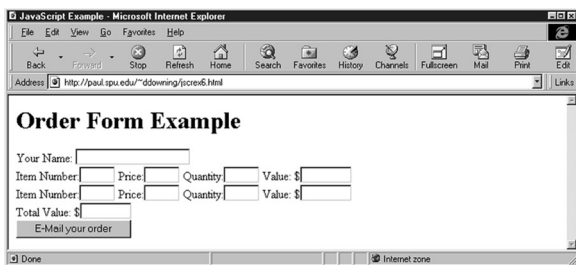 JavaScript Example - Microsoft Internet Explorer
File Edit View Go Favorites Help
Back Forward Stop Refresh Home Search Favorites History Channels Fullscreen Mail Print Edit
Address http://paul.spu.edu/~ddowning/jscrex6.html Links
Order Form Example
Your Name:
Item Number: Price: Quantity: Value: $
Item Number: Price: Quantity: Value: $
Total Value: $
E-Mail your order
Done Internet zone